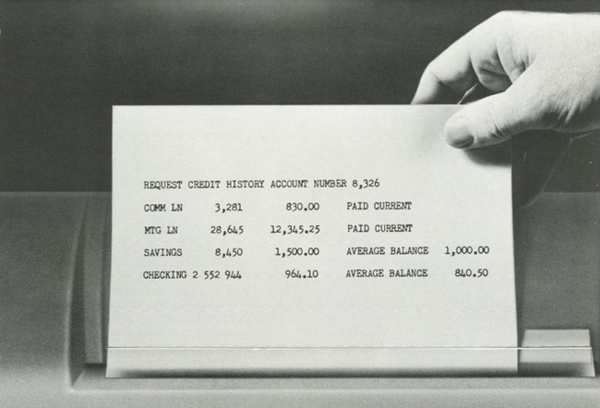 REQUEST CREDIT HISTORY ACCOUNT NUMBER 8,326
COMM LN 3,281 830.00 PAID CURRENT
MTG LN 28,645 12,345.25 PAID CURRENT
SAVINGS 8,450 1,500.00 AVERAGE BALANCE 1,000.00
CHECKING 2 552 944 964.10 AVERAGE BALANCE 840.50